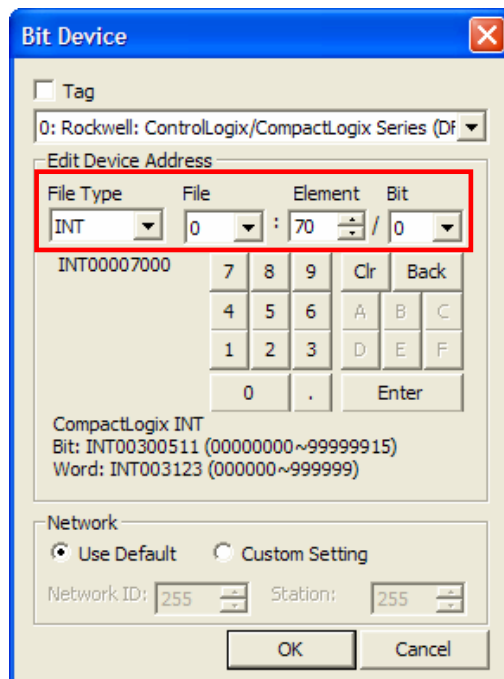 Bit Device
Tag
0: Rockwell: ControlLogix/CompactLogix Series (DF
Edit Device Address
File Type File Element Bit
INT 0 : 70 / 0
INT00007000
7 8 9 Clr Back
4 5 6 A B C
1 2 3 D E F
0 . Enter
CompactLogix INT
Bit: INT00300511 (00000000~99999915)
Word: INT003123 (000000~999999)
Network
Use Default Custom Setting
Network ID: 255 Station: 255
OK Cancel